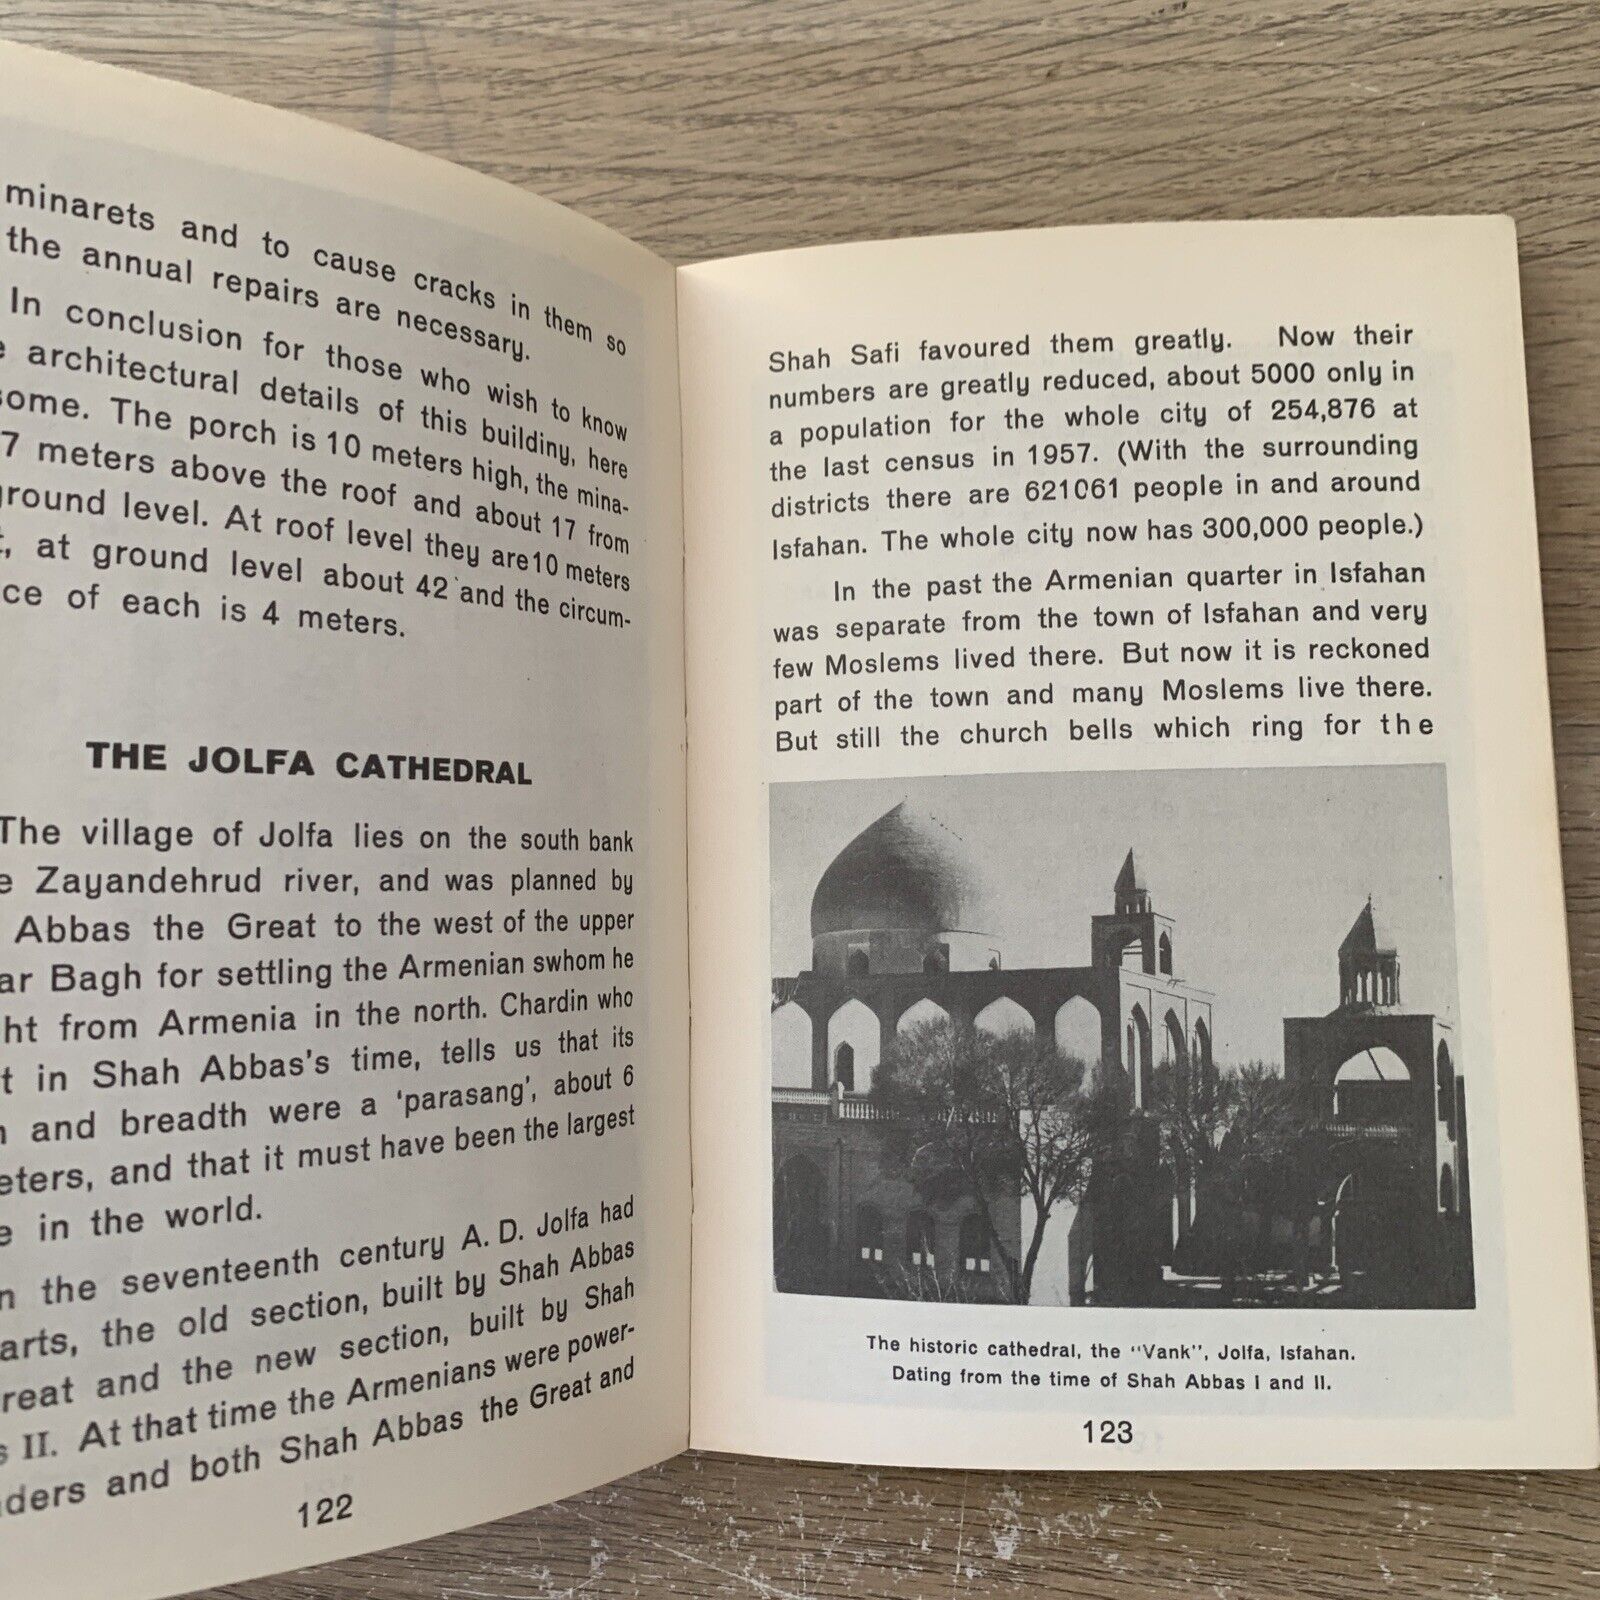 minarets and to cause cracks in them so
the annual repairs are necessary.
In conclusion for those who wish to know
architectural details of this buildiny, here
some. The porch is 10 meters high, the mina-
7 meters above the roof and about 17 from
ground level. At roof level they are10 meters
at ground level about 42 and the circum-
of each is 4 meters.
THE JOLFA CATHEDRAL
The village of Jolfa lies on the south bank
Zayandehrud river, and was planned by
Abbas the Great to the west of the upper
Bagh for settling the Armenian swhom he
from Armenia in the north. Chardin who
in Shah Abbas's time, tells us that its
and breadth were a 'parasang', about 6
and that it must have been the largest
in the world.
the seventeenth century A. D. Jolfa had
the old section, built by Shah Abbas
and the new section, built by Shah
II. At that time the Armenians were power-
and both Shah Abbas the Great and
122
Shah Safi favoured them greatly. Now their
numbers are greatly reduced, about 5000 only in
a population for the whole city of 254,876 at
the last census in 1957. (With the surrounding
districts there are 621061 people in and around
Isfahan. The whole city now has 300,000 people.)
In the past the Armenian quarter in Isfahan
was separate from the town of Isfahan and very
few Moslems lived there. But now it is reckoned
part of the town and many Moslems live there.
But still the church bells which ring for the
The historic cathedral, the "Vank", Jolfa, Isfahan.
Dating from the time of Shah Abbas I and II.
123